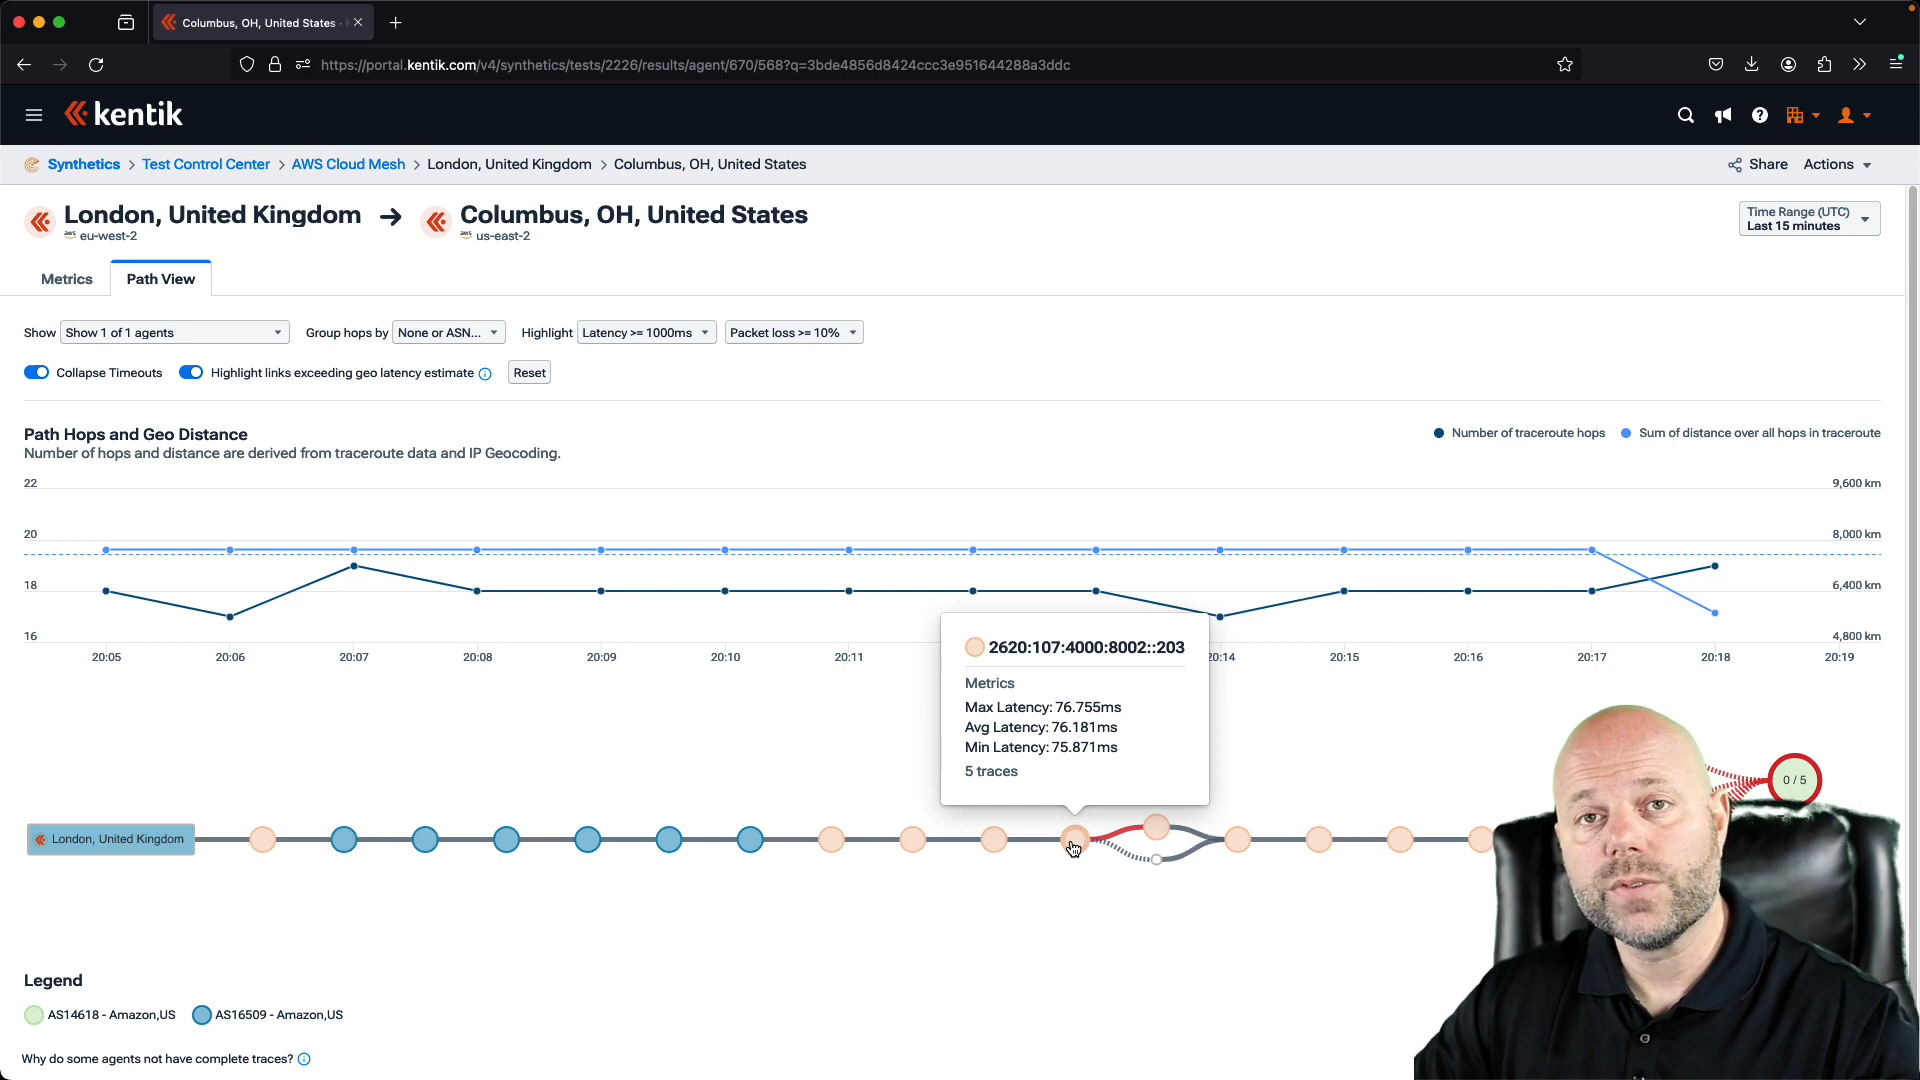 Columbus, OH, United States ·
https://portal.kentik.com/v4/synthetics/tests/2226/results/agent/670/568?q=3bde4856d8424ccc3e951644288a3ddc
kentik
Synthetics > Test Control Center > AWS Cloud Mesh > London, United Kingdom > Columbus, OH, United States
Share Actions
London, United Kingdom → Columbus, OH, United States
aws eu-west-2
aws us-east-2
Time Range (UTC)
Last 15 minutes
Metrics Path View
Show Show 1 of 1 agents Group hops by None or ASN... Highlight Latency >= 1000ms Packet loss >= 10%
Collapse Timeouts Highlight links exceeding geo latency estimate Reset
Path Hops and Geo Distance
Number of traceroute hops Sum of distance over all hops in traceroute
Number of hops and distance are derived from traceroute data and IP Geocoding.
22 9,600 km
20 8,000 km
18 6,400 km
16 4,800 km
20:05 20:06 20:07 20:08 20:09 20:10 20:11 20:14 20:15 20:16 20:17 20:18 20:19
2620:107:4000:8002::203
Metrics
Max Latency: 76.755ms
Avg Latency: 76.181ms
Min Latency: 75.871ms
5 traces
0 / 5
London, United Kingdom
Legend
AS14618 - Amazon,US AS16509 - Amazon,US
Why do some agents not have complete traces?